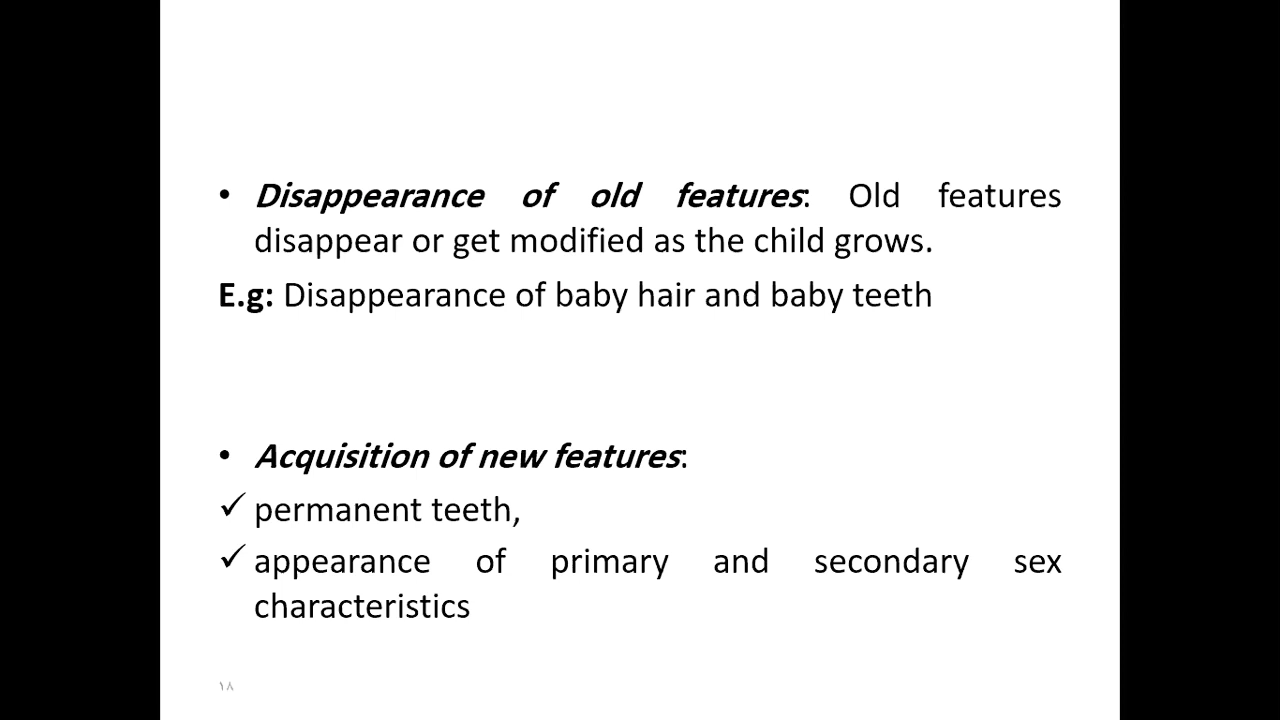 • Disappearance of old features: Old features
disappear or get modified as the child grows.
E.g: Disappearance of baby hair and baby teeth
• Acquisition of new features:
✓ permanent teeth,
✓ appearance of primary and secondary sex
characteristics
١٨